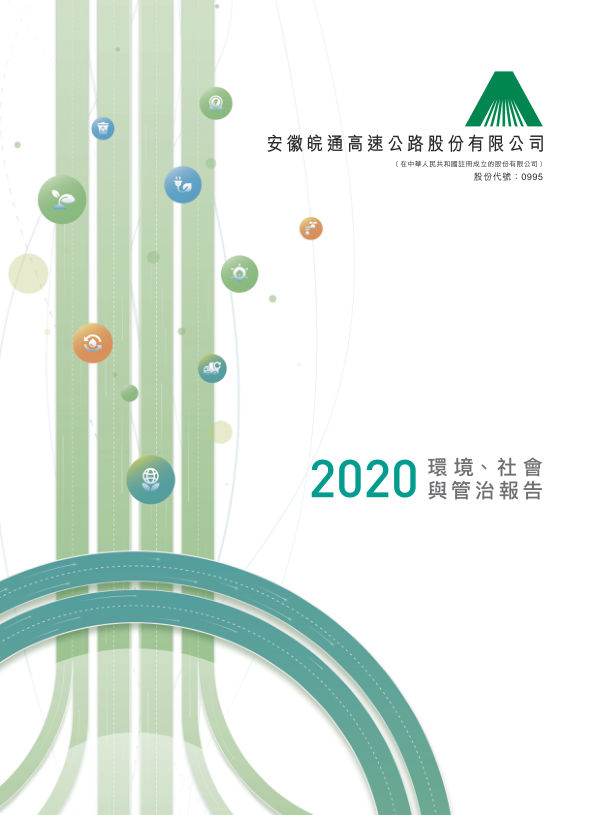 安徽皖通高速公路股份有限公司
（在中華人民共和國註冊成立的股份有限公司）
股份代號：0995
2020 環境、社會
與管治報告